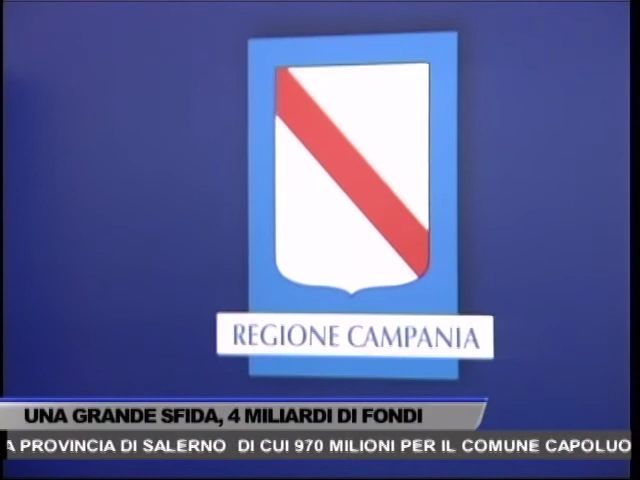 REGIONE CAMPANIA
UNA GRANDE SFIDA, 4 MILIARDI DI FONDI
A PROVINCIA DI SALERNO DI CUI 970 MILIONI PER IL COMUNE CAPOLUO